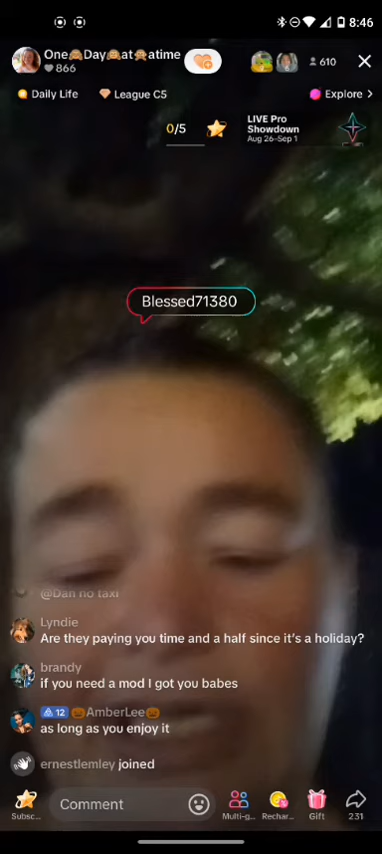 8:46
One🙈Day🙉at🙊atime
866
610
Daily Life
League C5
Explore >
0/5
LIVE Pro
Showdown
Aug 26–Sep 1
Blessed71380
@Dan no taxi
Lyndie
Are they paying you time and a half since it's a holiday?
brandy
if you need a mod I got you babes
12 🎃AmberLee🎃
as long as you enjoy it
ernestlemley joined
Subsc...
Comment
Multi-g...
Rechar...
Gift
231